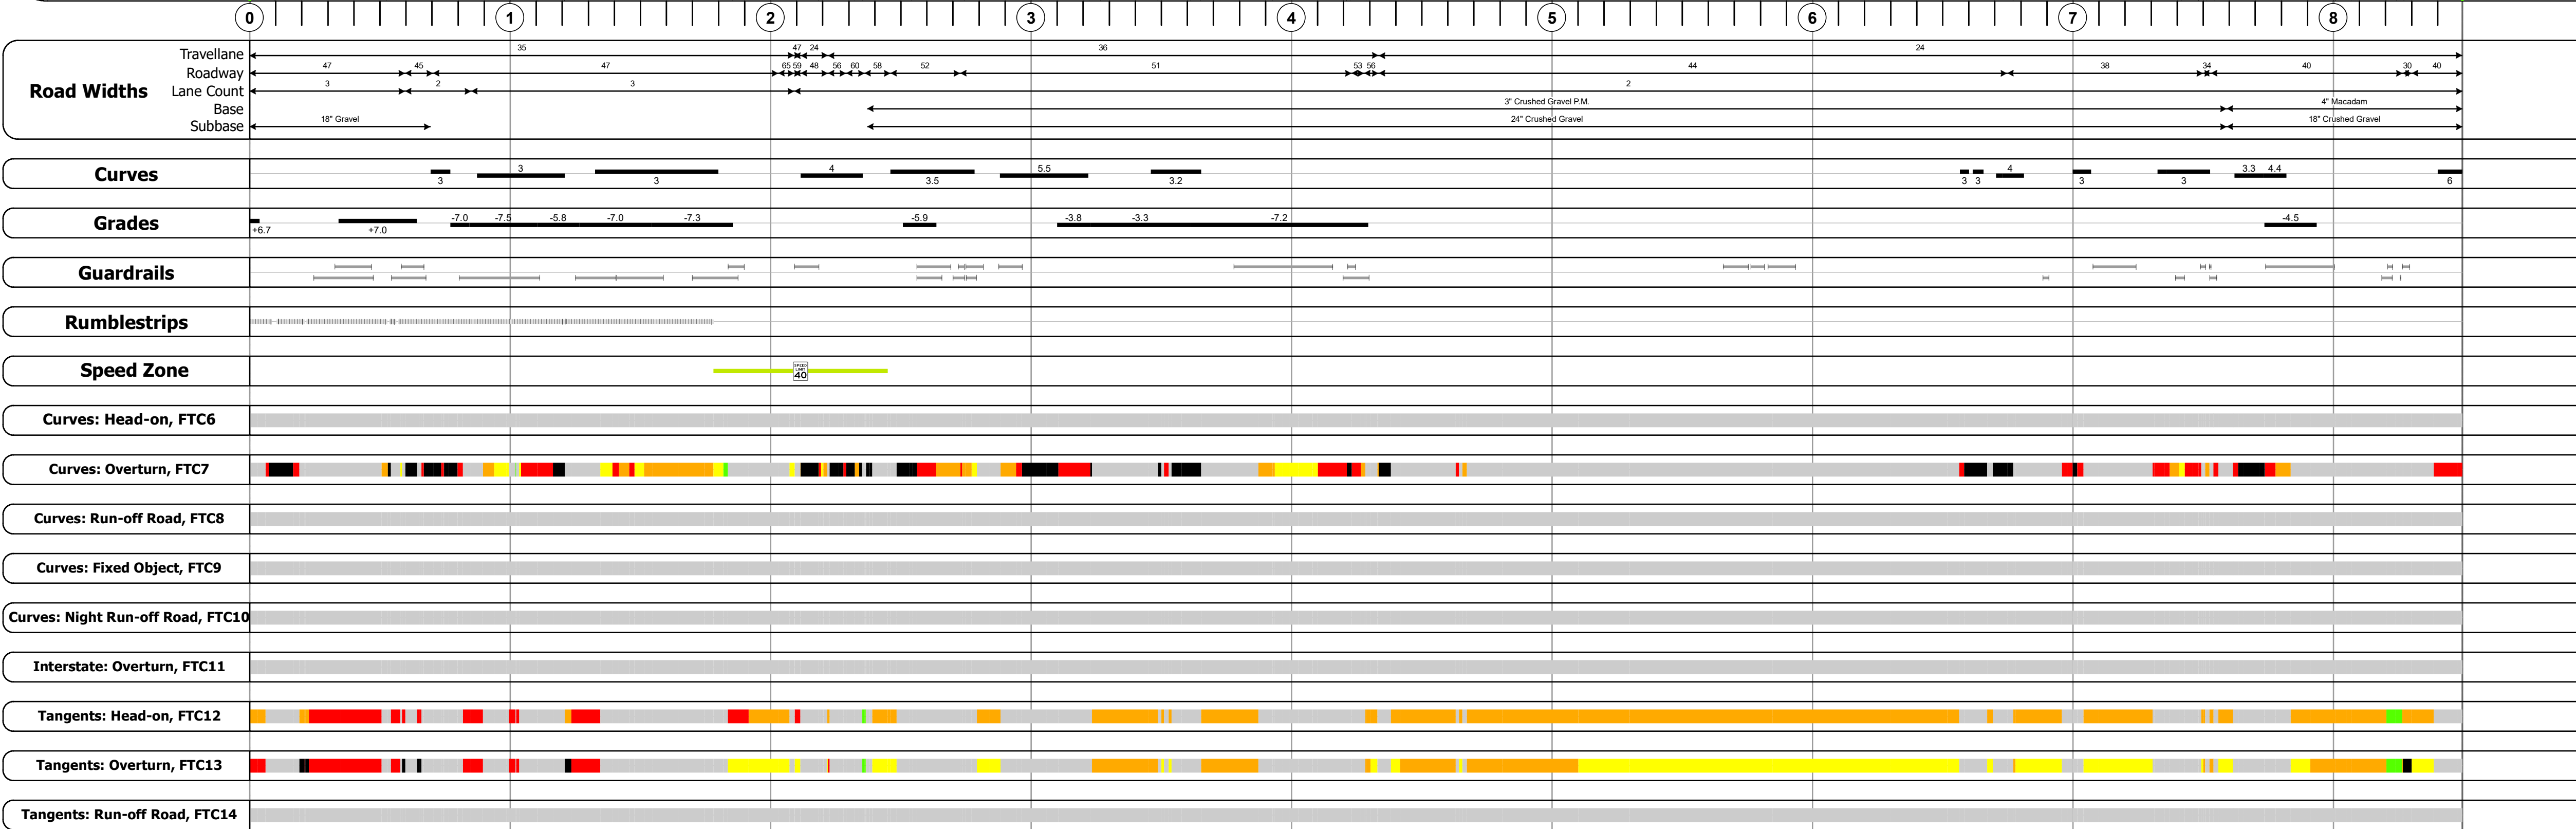 0 1 2 3 4 5 6 7 8
Travellane 35 47 24 36 24
Roadway 47 45 47 65 59 48 56 60 58 52 51 53 56 44 38 34 40 30 40
Road Widths
Lane Count 3 2 3 2
Base 3" Crushed Gravel P.M. 4" Macadam
Subbase 18" Gravel 24" Crushed Gravel 18" Crushed Gravel
Curves
3 4 5.5 4 3.3 4.4
3 3 3.5 3.2 3 3 3 3 6
Grades
-7.0 -7.5 -5.8 -7.0 -7.3 -5.9 -3.8 -3.3 -7.2 -4.5
+6.7 +7.0
Guardrails
Rumblestrips
Speed Zone
SPEED
LIMIT
40
Curves: Head-on, FTC6
Curves: Overturn, FTC7
Curves: Run-off Road, FTC8
Curves: Fixed Object, FTC9
Curves: Night Run-off Road, FTC10
Interstate: Overturn, FTC11
Tangents: Head-on, FTC12
Tangents: Overturn, FTC13
Tangents: Run-off Road, FTC14